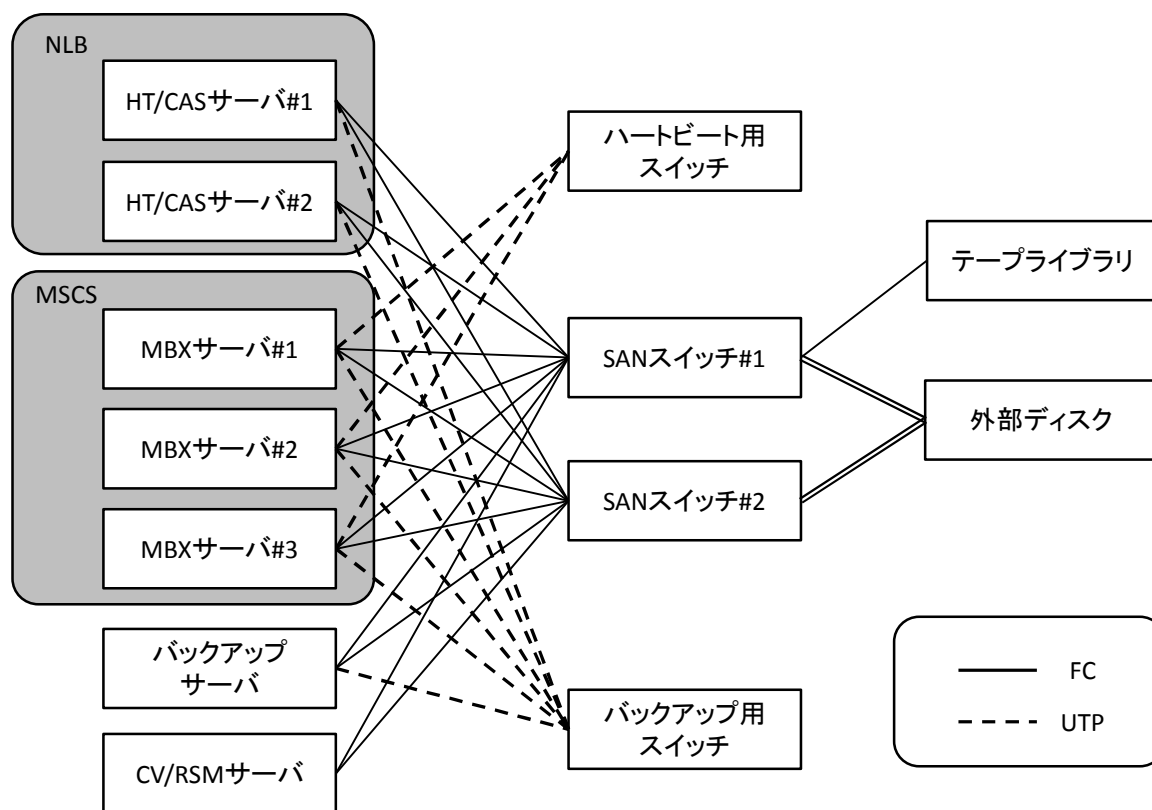 NLB
HT/CASサーバ#1
HT/CASサーバ#2
MSCS
MBXサーバ#1
MBXサーバ#2
MBXサーバ#3
バックアップ
サーバ
CV/RSMサーバ
ハートビート用
スイッチ
SANスイッチ#1
SANスイッチ#2
バックアップ用
スイッチ
テープライブラリ
外部ディスク
FC
UTP